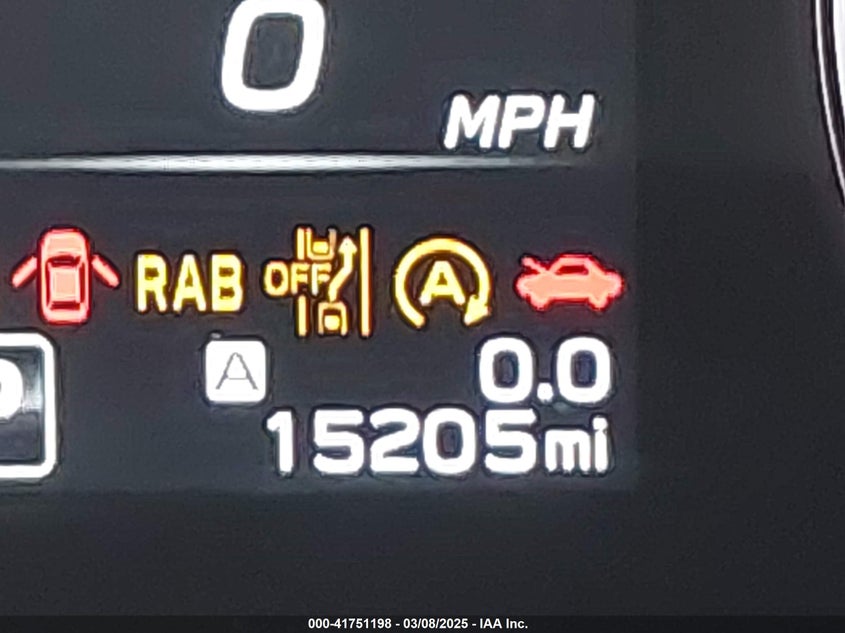 0
MPH
RAB
OFF
A
A
0.0
15205mi
000-41751198 - 03/08/2025 - IAA Inc.